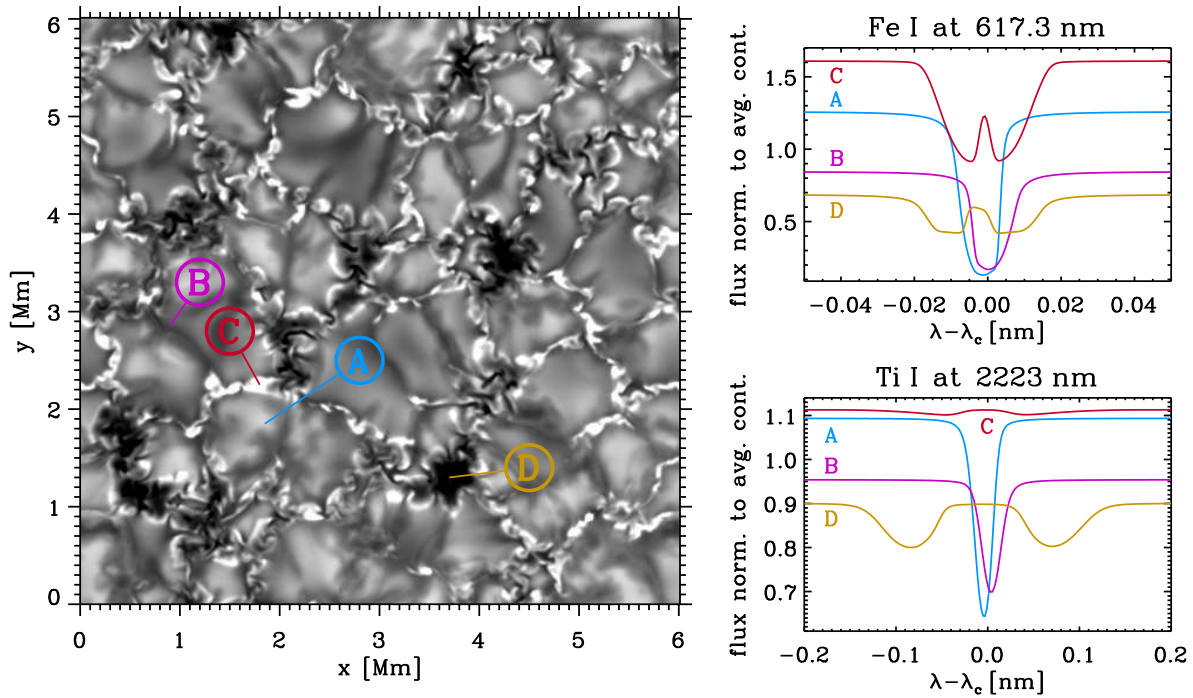 6
5
4
3
2
1
0
y [Mm]
0 1 2 3 4 5 6
x [Mm]
B
C
A
D
Fe I at 617.3 nm
flux norm. to avg. cont.
1.5
1.0
0.5
C
A
B
D
−0.04 −0.02 0.00 0.02 0.04
λ−λc [nm]
Ti I at 2223 nm
flux norm. to avg. cont.
1.1
1.0
0.9
0.8
0.7
C
A
B
D
−0.2 −0.1 0.0 0.1 0.2
λ−λc [nm]